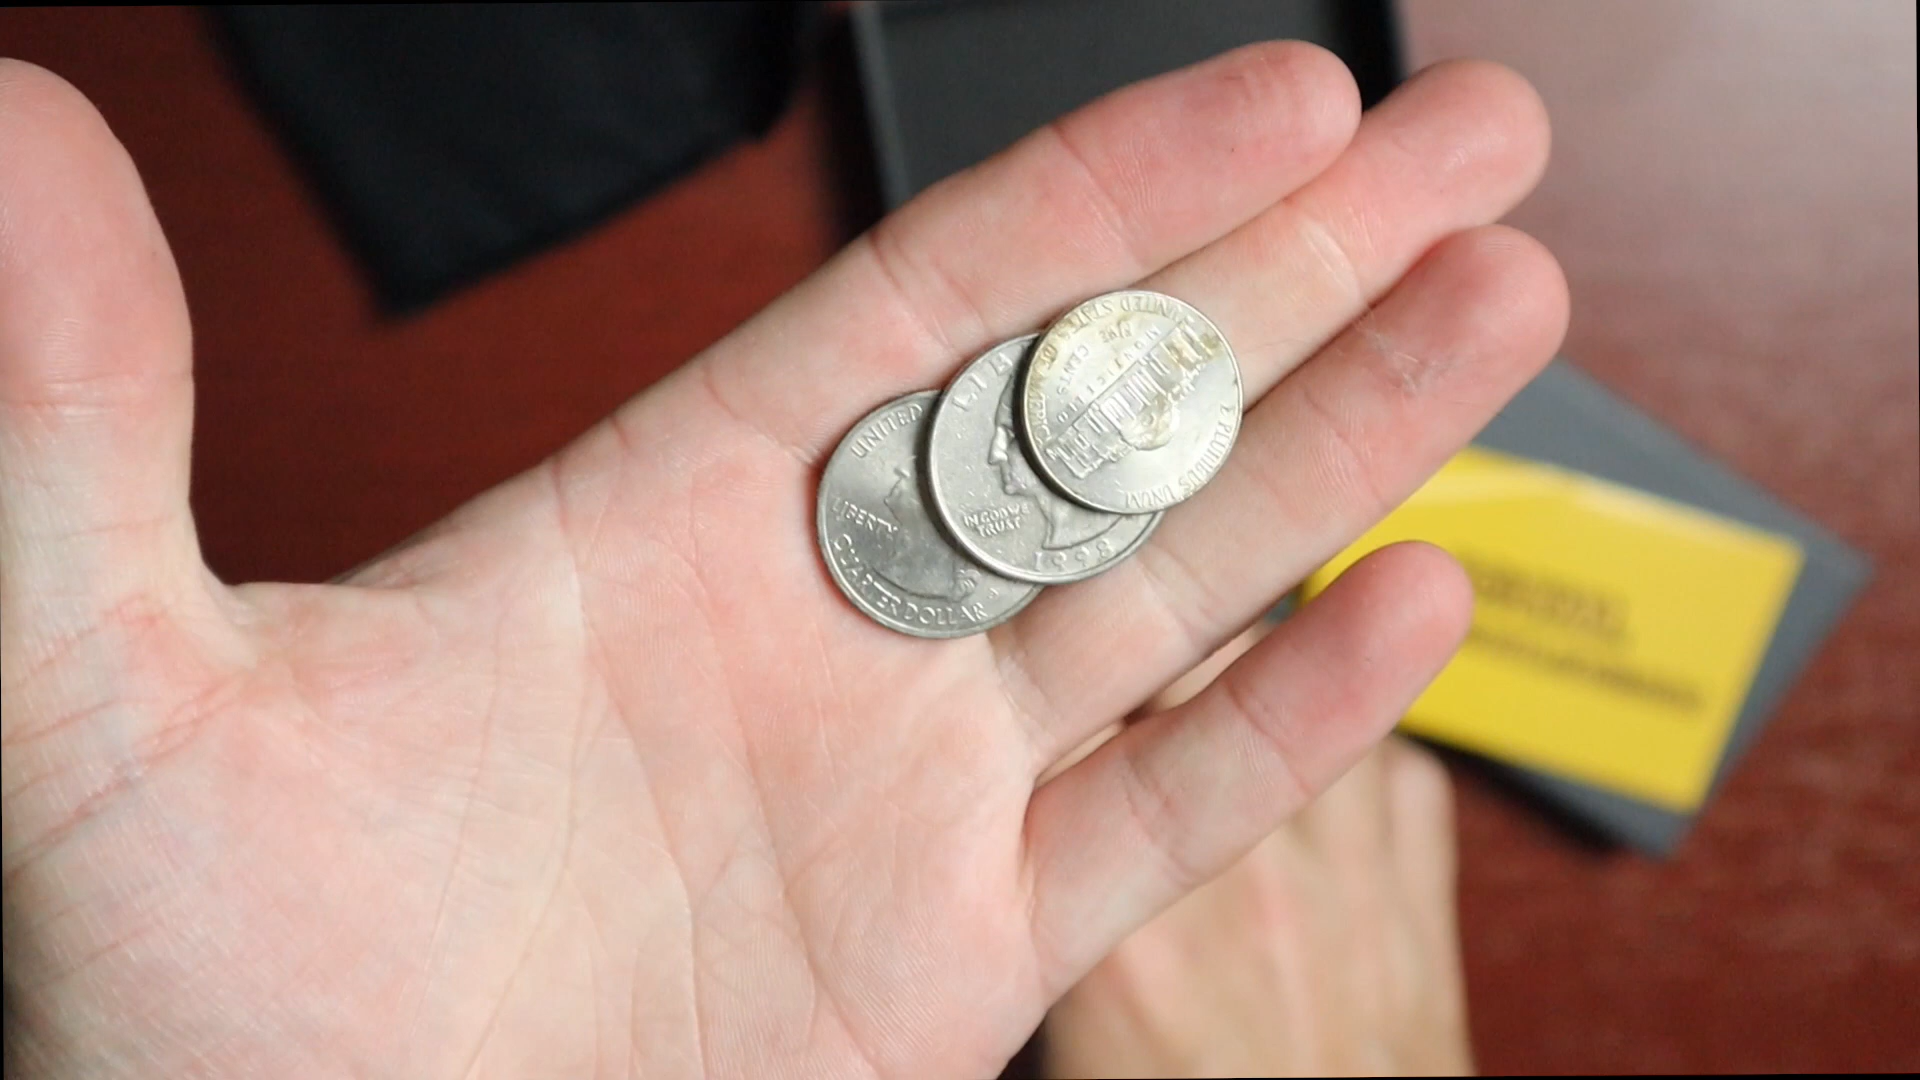 UNITED
LIBERTY
QUARTER DOLLAR
LIB
IN GOD WE
TRUST
1998
UNITED STATES OF AMERICA
FIVE CENTS
MONTICELLO
E PLURIBUS UNUM